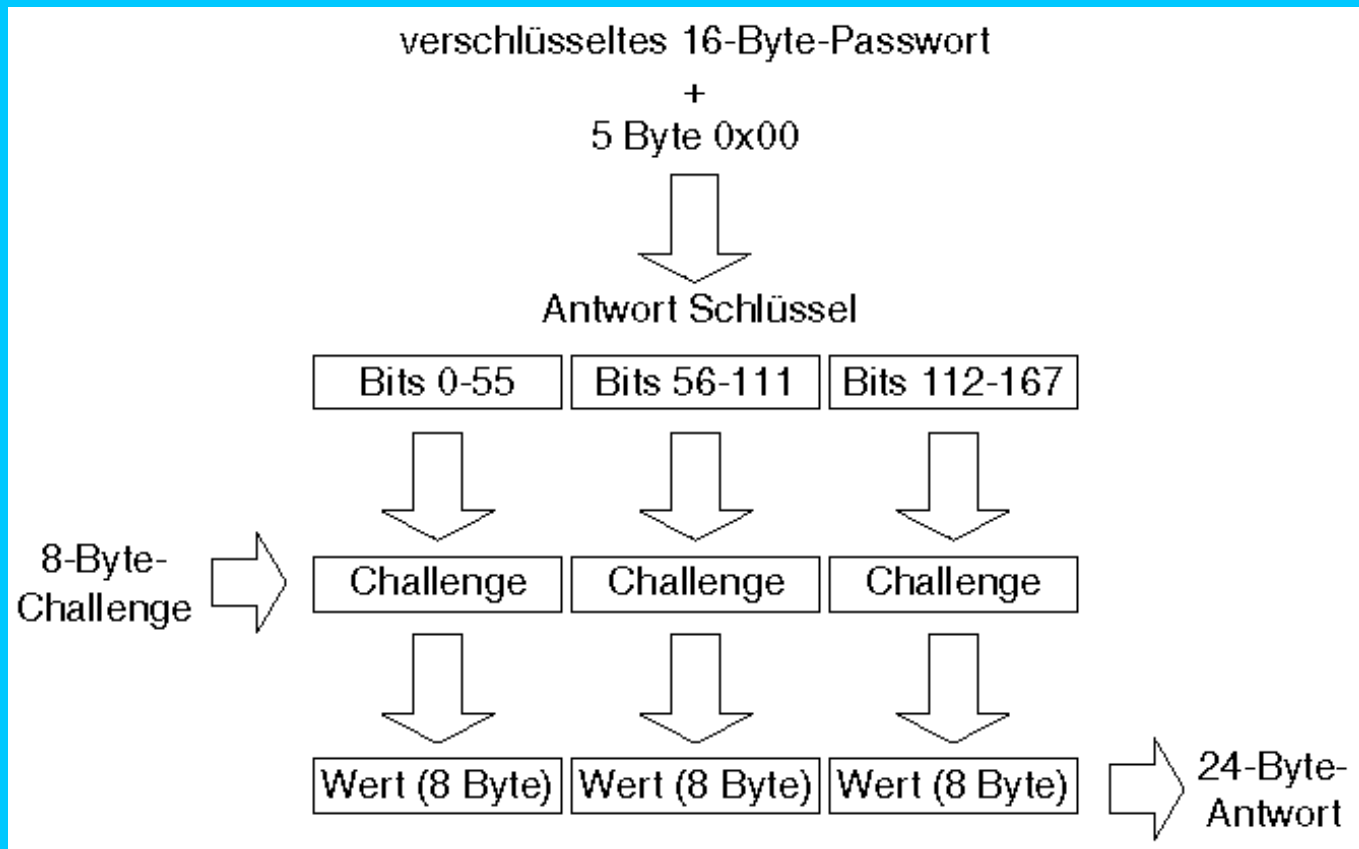 verschlüsseltes 16-Byte-Passwort
+
5 Byte 0x00
Antwort Schlüssel
Bits 0-55
Bits 56-111
Bits 112-167
8-Byte-
Challenge
Challenge
Challenge
Challenge
Wert (8 Byte)
Wert (8 Byte)
Wert (8 Byte)
24-Byte-
Antwort